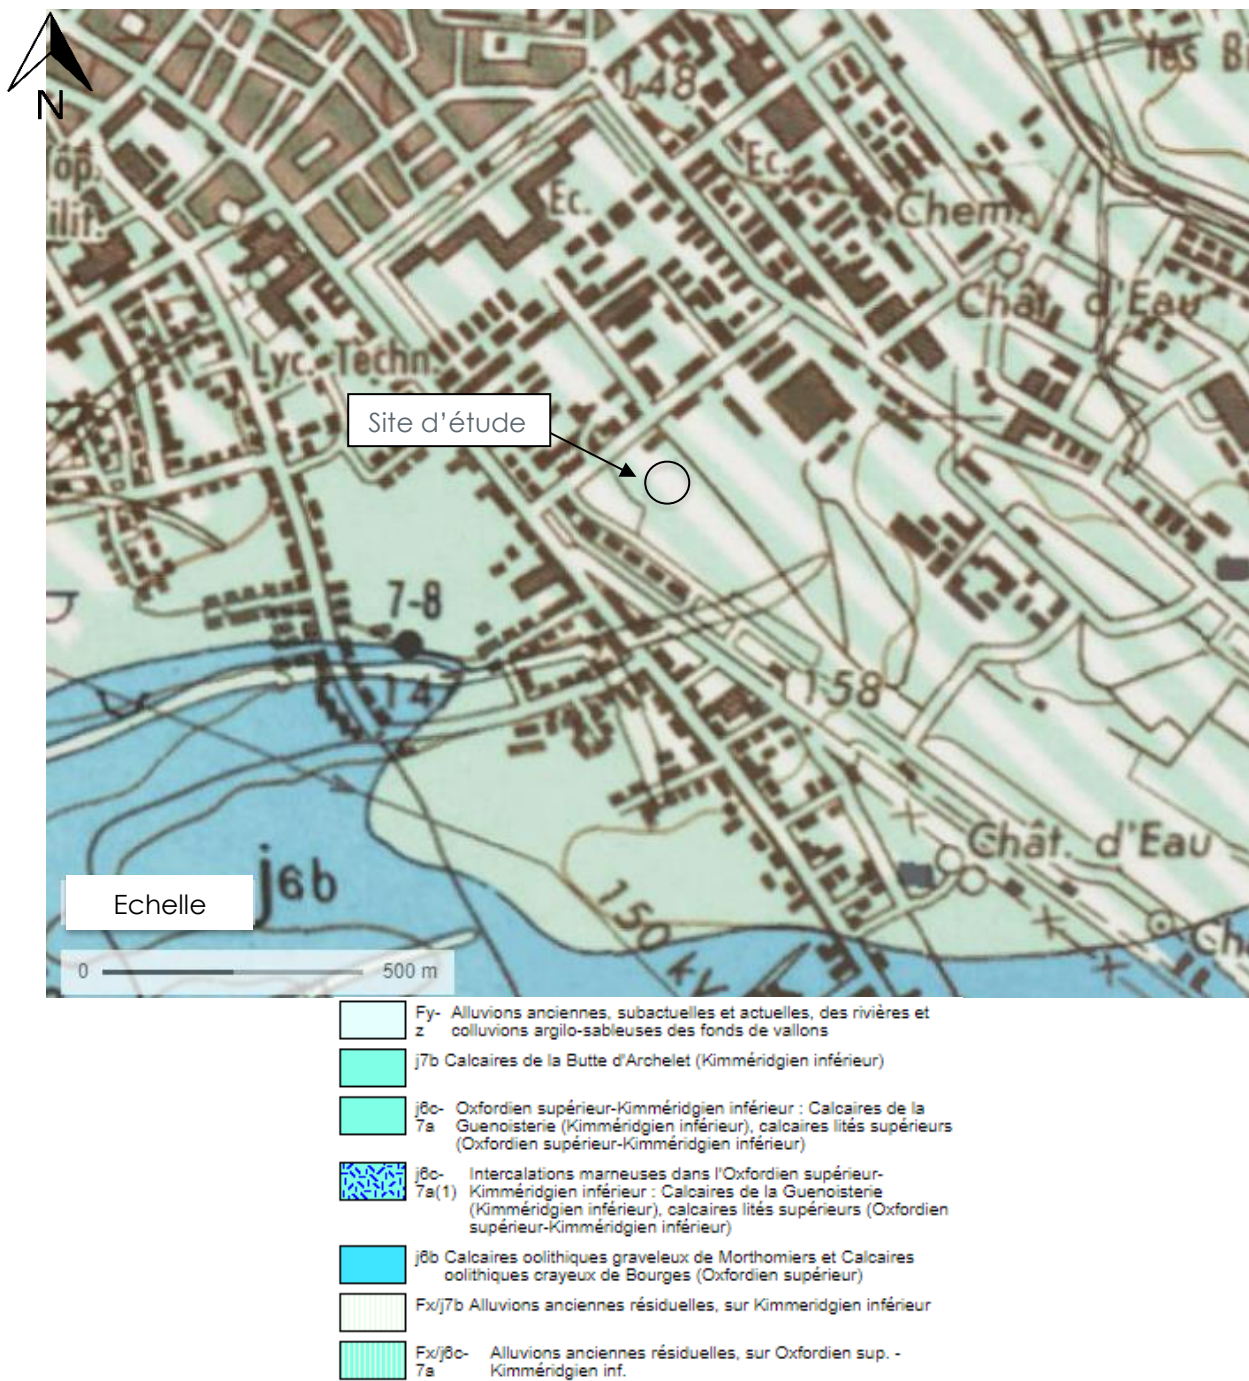 N
148
les B
Ec.
Ec.
ôp.
ilit.
Chem.
Chât. d'Eau
Lyc. Techn.
Site d'étude
7-8
14
158
Chât. d'Eau
j6b
Echelle
150 kV
Ch
0 500 m
Fy- Alluvions anciennes, subactuelles et actuelles, des rivières et
z colluvions argilo-sableuses des fonds de vallons
j7b Calcaires de la Butte d'Archelet (Kimméridgien inférieur)
j6c- Oxfordien supérieur-Kimméridgien inférieur : Calcaires de la
7a Guenoisterie (Kimméridgien inférieur), calcaires lités supérieurs
(Oxfordien supérieur-Kimméridgien inférieur)
j6c- Intercalations marneuses dans l'Oxfordien supérieur-
7a(1) Kimméridgien inférieur : Calcaires de la Guenoisterie
(Kimméridgien inférieur), calcaires lités supérieurs (Oxfordien
supérieur-Kimméridgien inférieur)
j6b Calcaires oolithiques graveleux de Morthomiers et Calcaires
oolithiques crayeux de Bourges (Oxfordien supérieur)
Fx/j7b Alluvions anciennes résiduelles, sur Kimmeridgien inférieur
Fx/j6c- Alluvions anciennes résiduelles, sur Oxfordien sup. -
7a Kimméridgien inf.